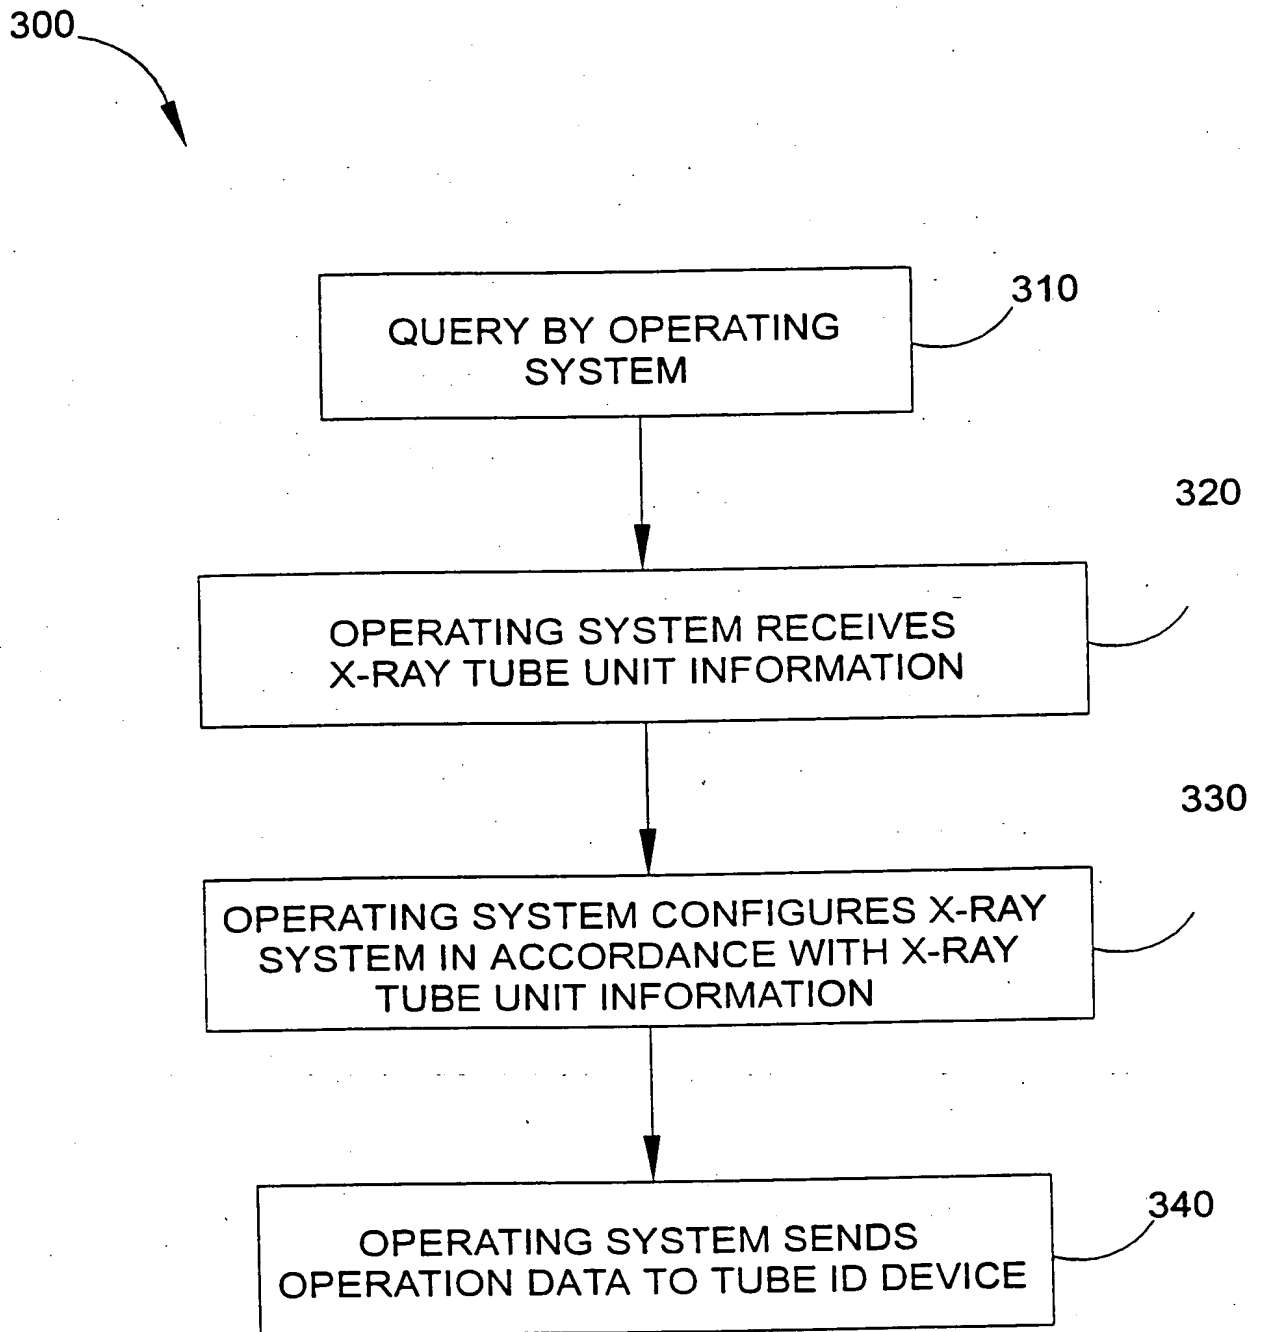 300
QUERY BY OPERATING
SYSTEM
310
320
OPERATING SYSTEM RECEIVES
X-RAY TUBE UNIT INFORMATION
330
OPERATING SYSTEM CONFIGURES X-RAY
SYSTEM IN ACCORDANCE WITH X-RAY
TUBE UNIT INFORMATION
340
OPERATING SYSTEM SENDS
OPERATION DATA TO TUBE ID DEVICE